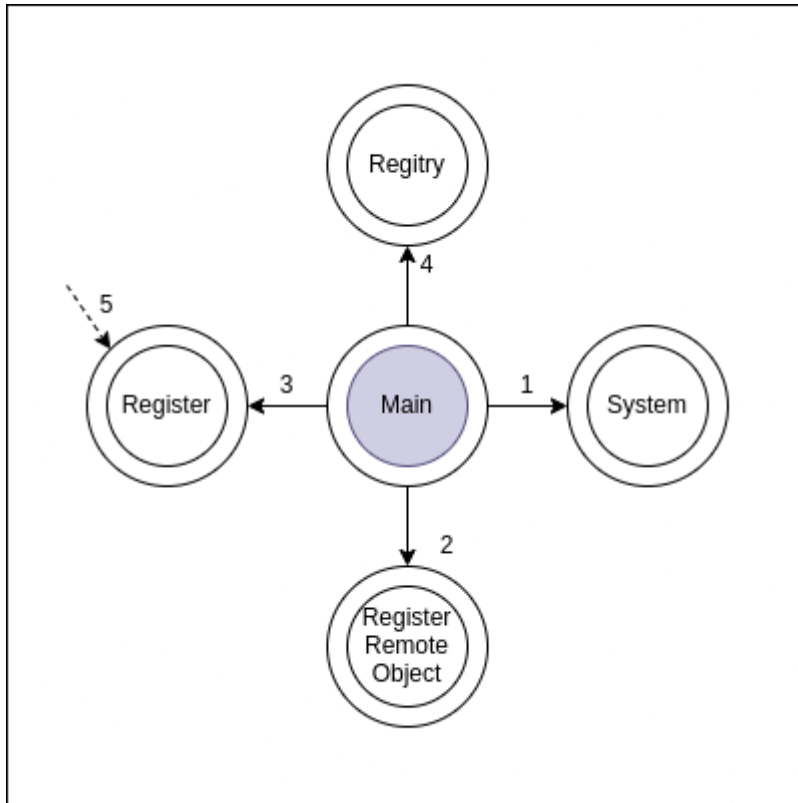 Regitry
4
5
Register
3
Main
1
System
2
Register
Remote
Object